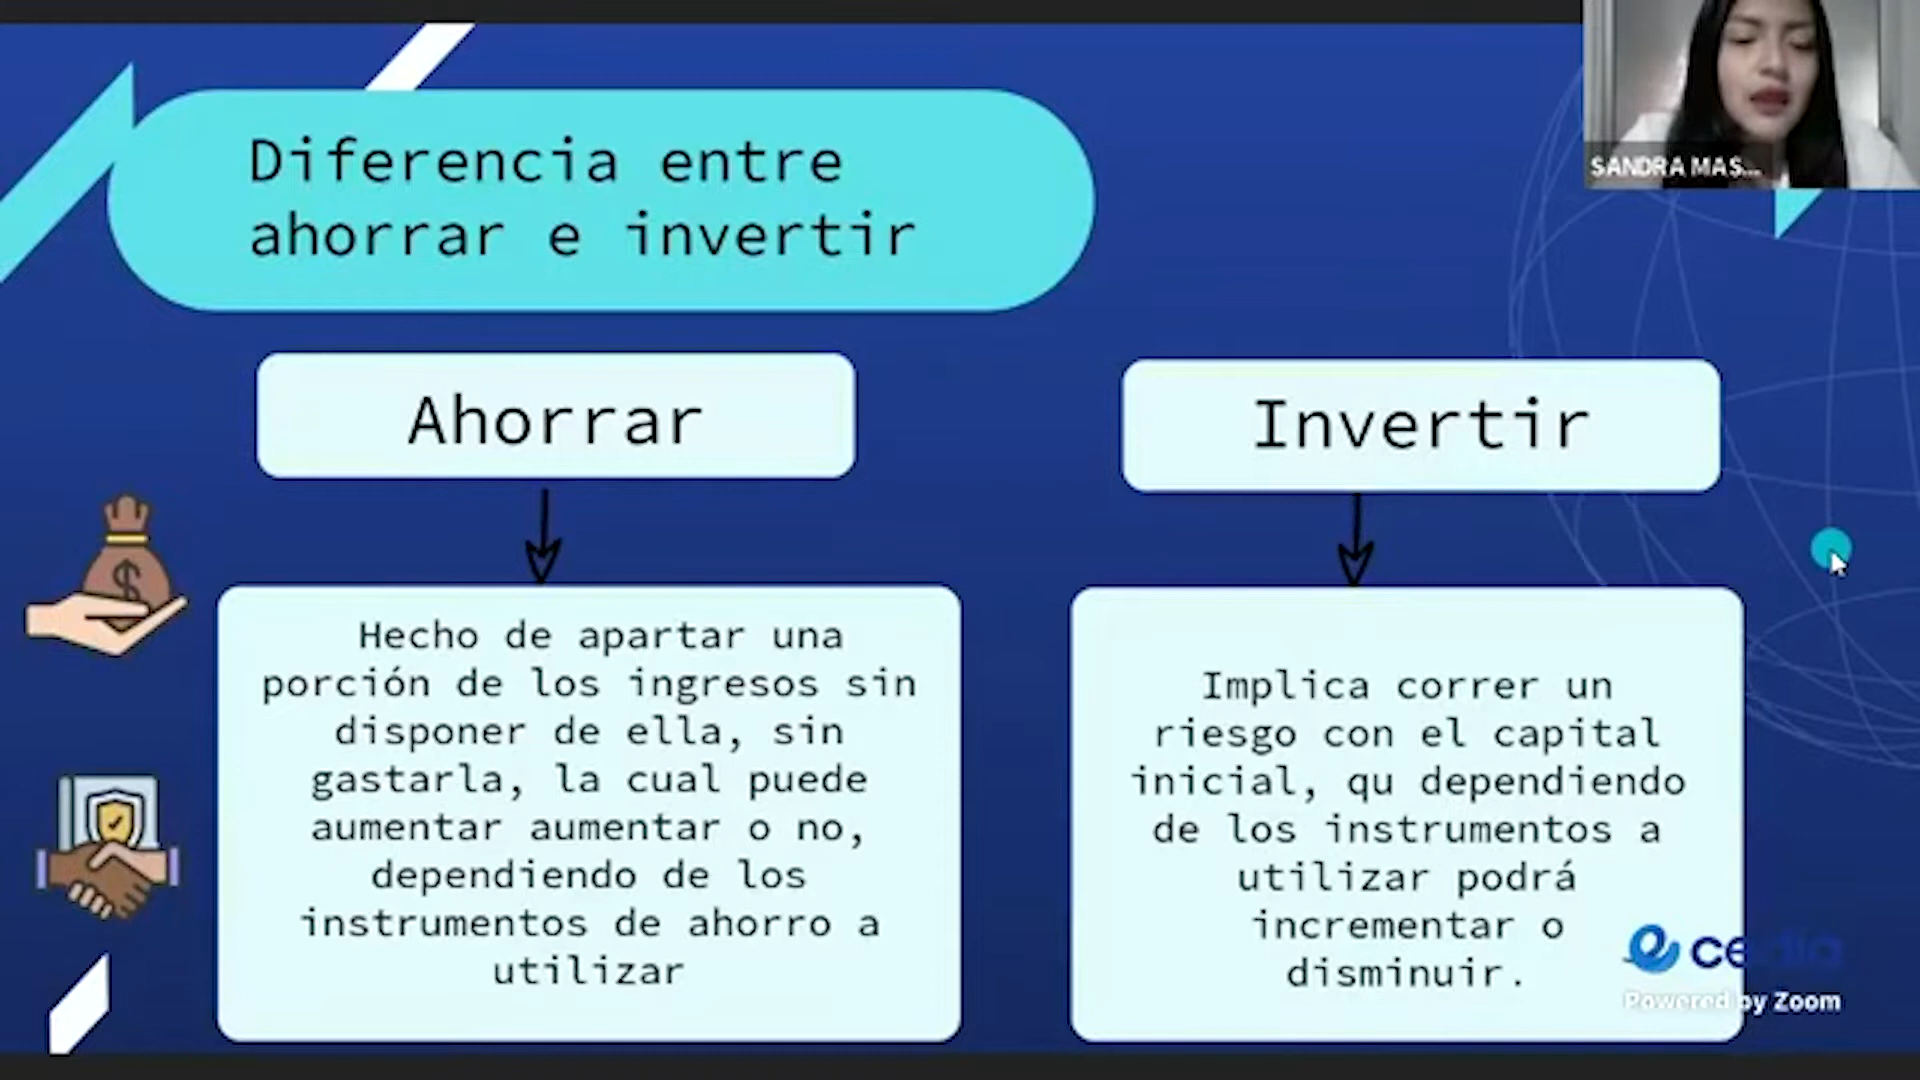 Diferencia entre
ahorrar e invertir
SANDRA MAS...
Ahorrar
Invertir
Hecho de apartar una
porción de los ingresos sin
disponer de ella, sin
gastarla, la cual puede
aumentar aumentar o no,
dependiendo de los
instrumentos de ahorro a
utilizar
Implica correr un
riesgo con el capital
inicial, qu dependiendo
de los instrumentos a
utilizar podrá
incrementar o
disminuir.
cedia
Powered by Zoom